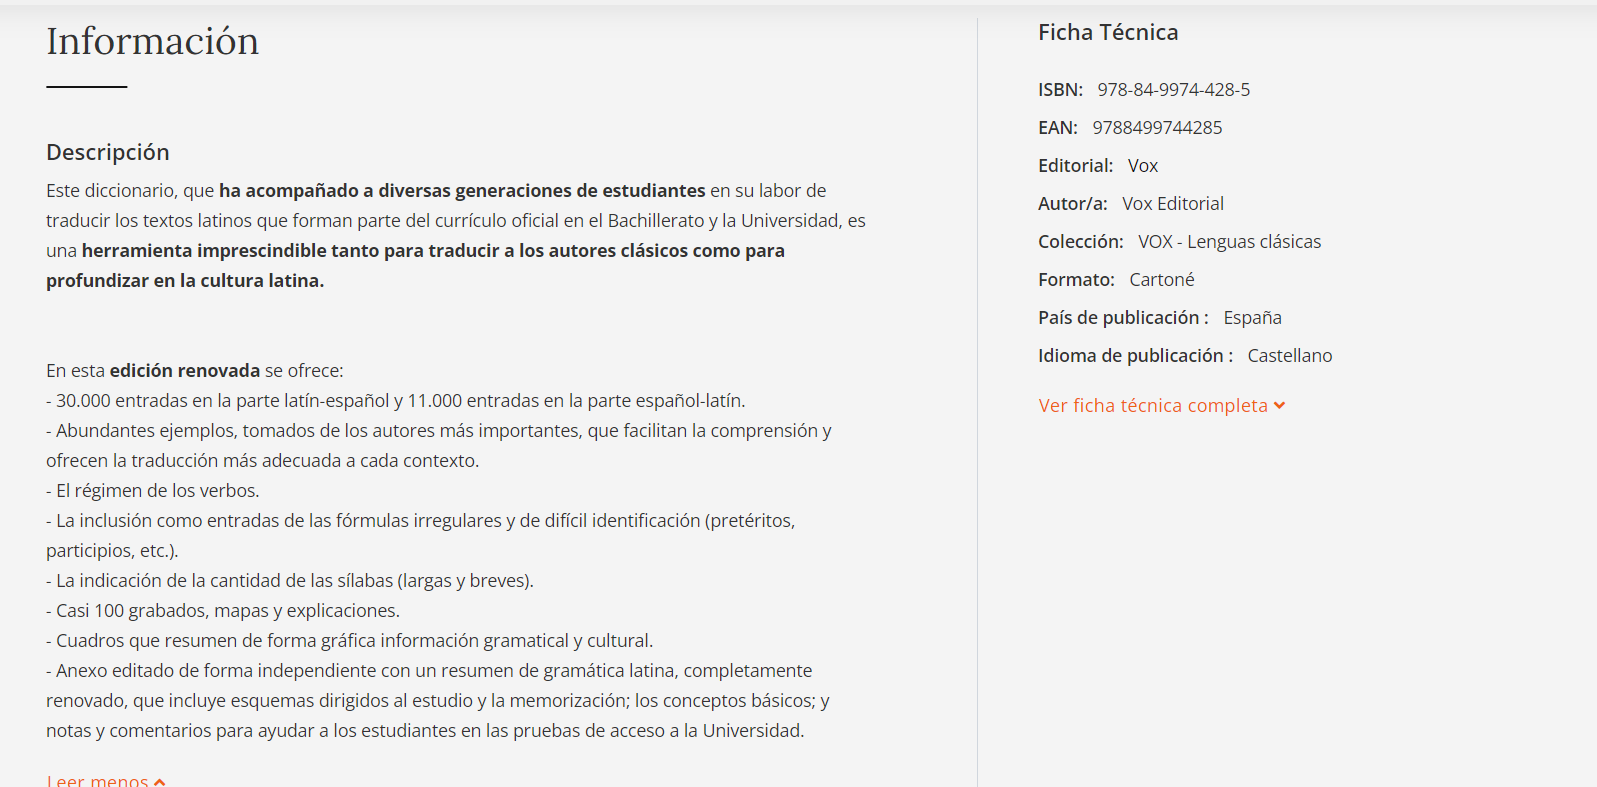 Información
Descripción
Este diccionario, que ha acompañado a diversas generaciones de estudiantes en su labor de
traducir los textos latinos que forman parte del currículo oficial en el Bachillerato y la Universidad, es
una herramienta imprescindible tanto para traducir a los autores clásicos como para
profundizar en la cultura latina.
En esta edición renovada se ofrece:
- 30.000 entradas en la parte latín-español y 11.000 entradas en la parte español-latín.
- Abundantes ejemplos, tomados de los autores más importantes, que facilitan la comprensión y
ofrecen la traducción más adecuada a cada contexto.
- El régimen de los verbos.
- La inclusión como entradas de las fórmulas irregulares y de difícil identificación (pretéritos,
participios, etc.).
- La indicación de la cantidad de las sílabas (largas y breves).
- Casi 100 grabados, mapas y explicaciones.
- Cuadros que resumen de forma gráfica información gramatical y cultural.
- Anexo editado de forma independiente con un resumen de gramática latina, completamente
renovado, que incluye esquemas dirigidos al estudio y la memorización; los conceptos básicos; y
notas y comentarios para ayudar a los estudiantes en las pruebas de acceso a la Universidad.
Leer menos
Ficha Técnica
ISBN: 978-84-9974-428-5
EAN: 9788499744285
Editorial: Vox
Autor/a: Vox Editorial
Colección: VOX - Lenguas clásicas
Formato: Cartoné
País de publicación : España
Idioma de publicación : Castellano
Ver ficha técnica completa